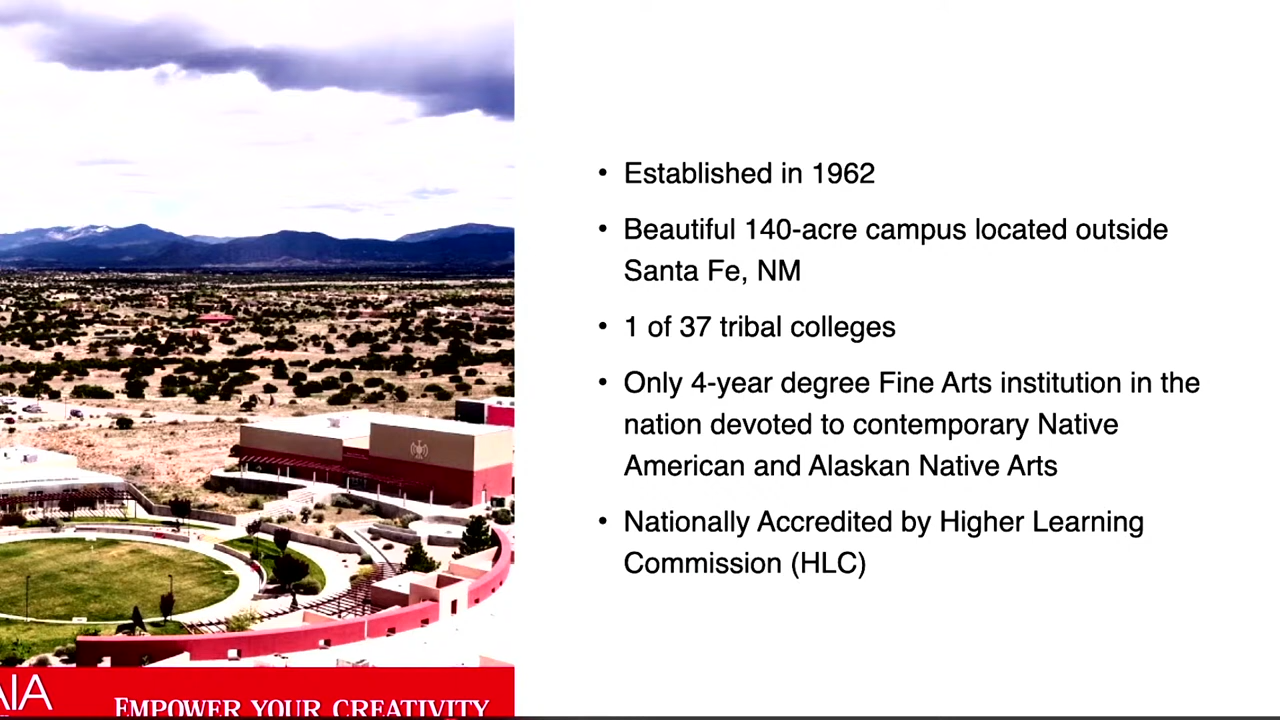 • Established in 1962
• Beautiful 140-acre campus located outside
Santa Fe, NM
• 1 of 37 tribal colleges
• Only 4-year degree Fine Arts institution in the
nation devoted to contemporary Native
American and Alaskan Native Arts
• Nationally Accredited by Higher Learning
Commission (HLC)
AIA
EMPOWER YOUR CREATIVITY